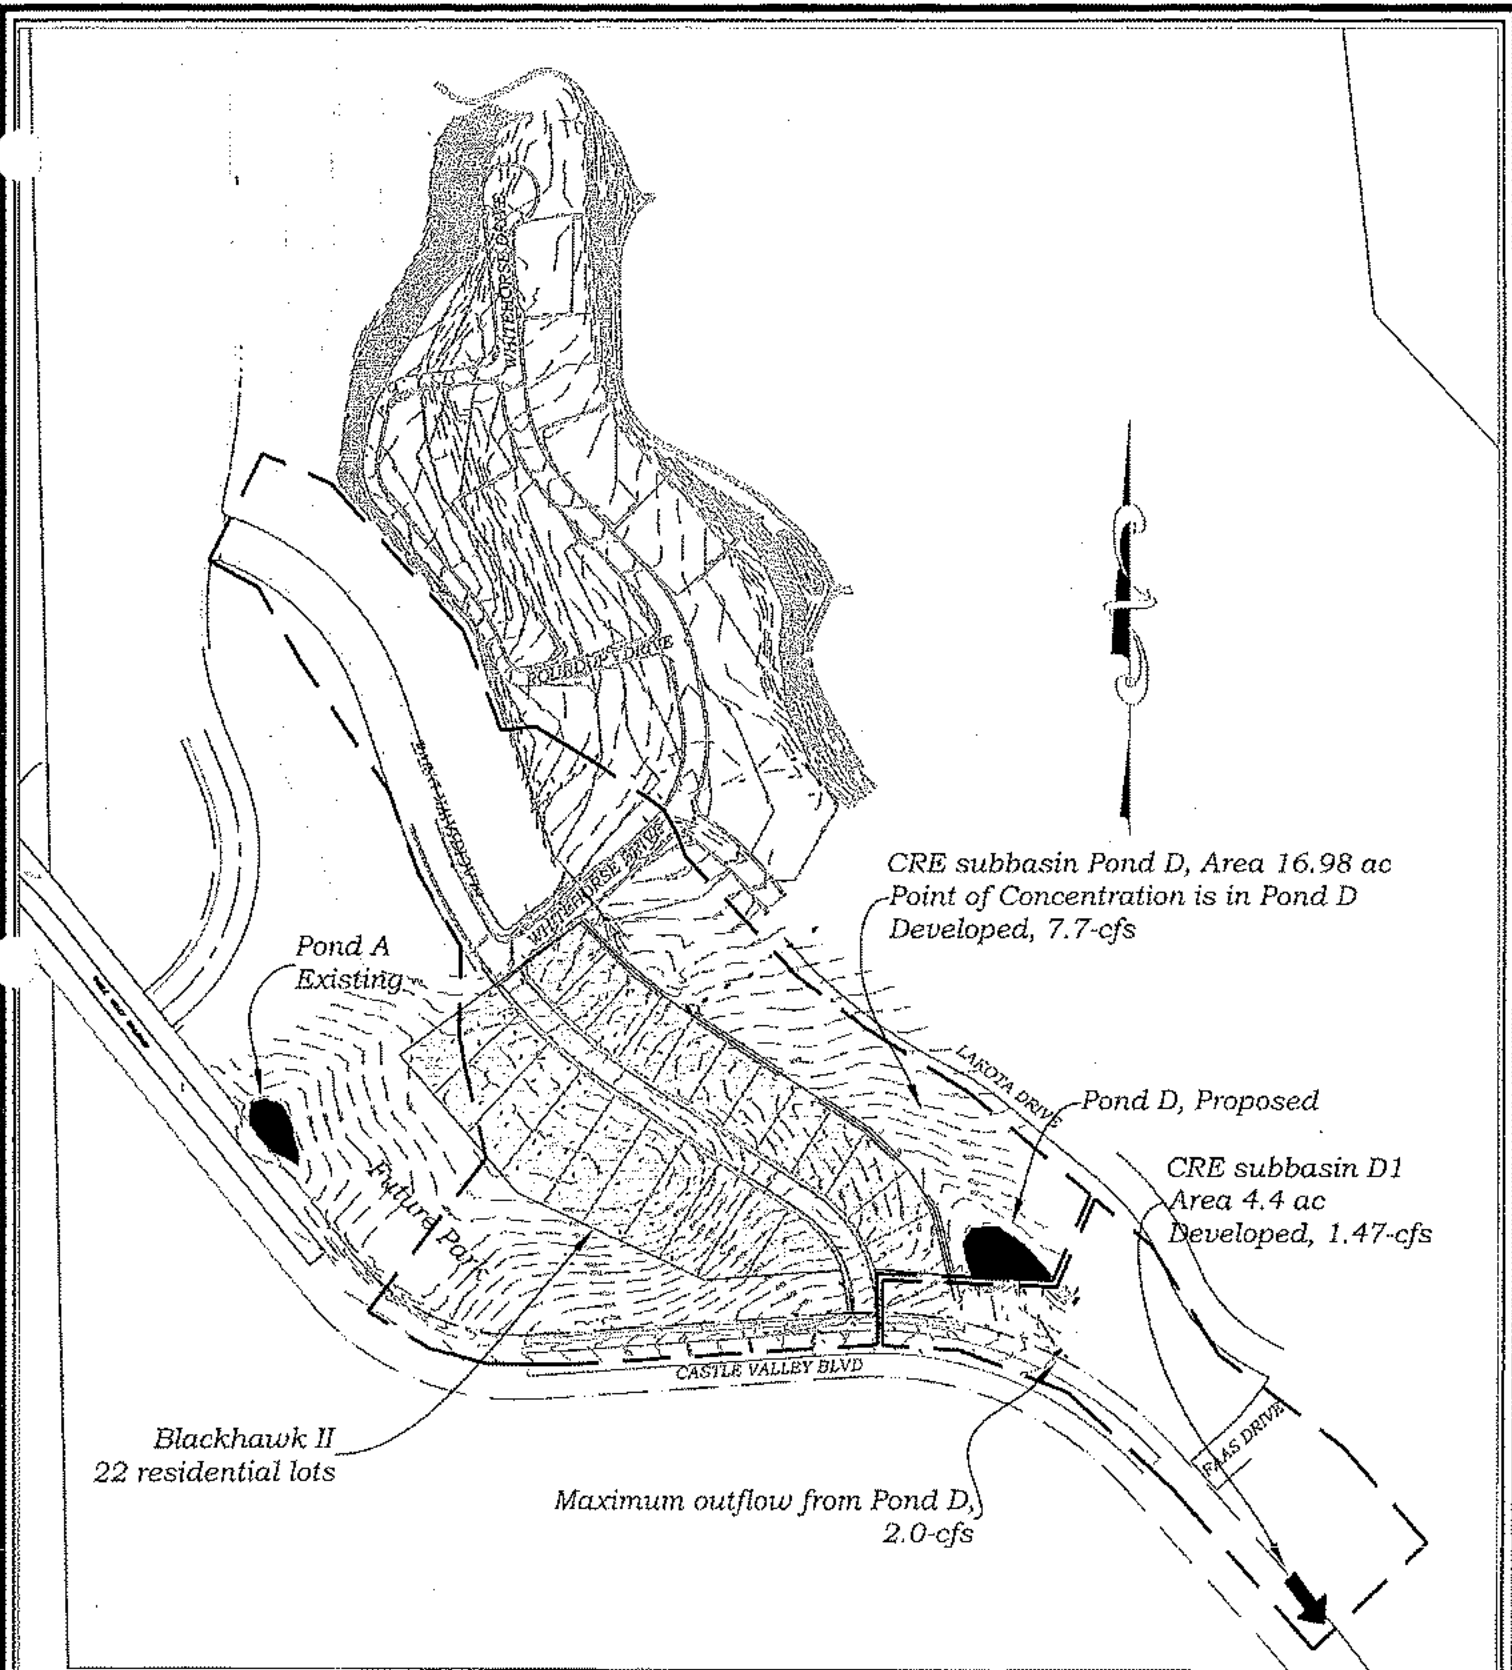 WHITEHORSE DRIVE
ROUNDUP DRIVE
WHITEHORSE DRIVE
CRE subbasin Pond D, Area 16.98 ac
Point of Concentration is in Pond D
Developed, 7.7-cfs
Pond A
Existing
LAKOTA DRIVE
Pond D, Proposed
CRE subbasin D1
Area 4.4 ac
Developed, 1.47-cfs
Future Park
CASTLE VALLEY BLVD
FAAS DRIVE
Blackhawk II
22 residential lots
Maximum outflow from Pond D,
2.0-cfs